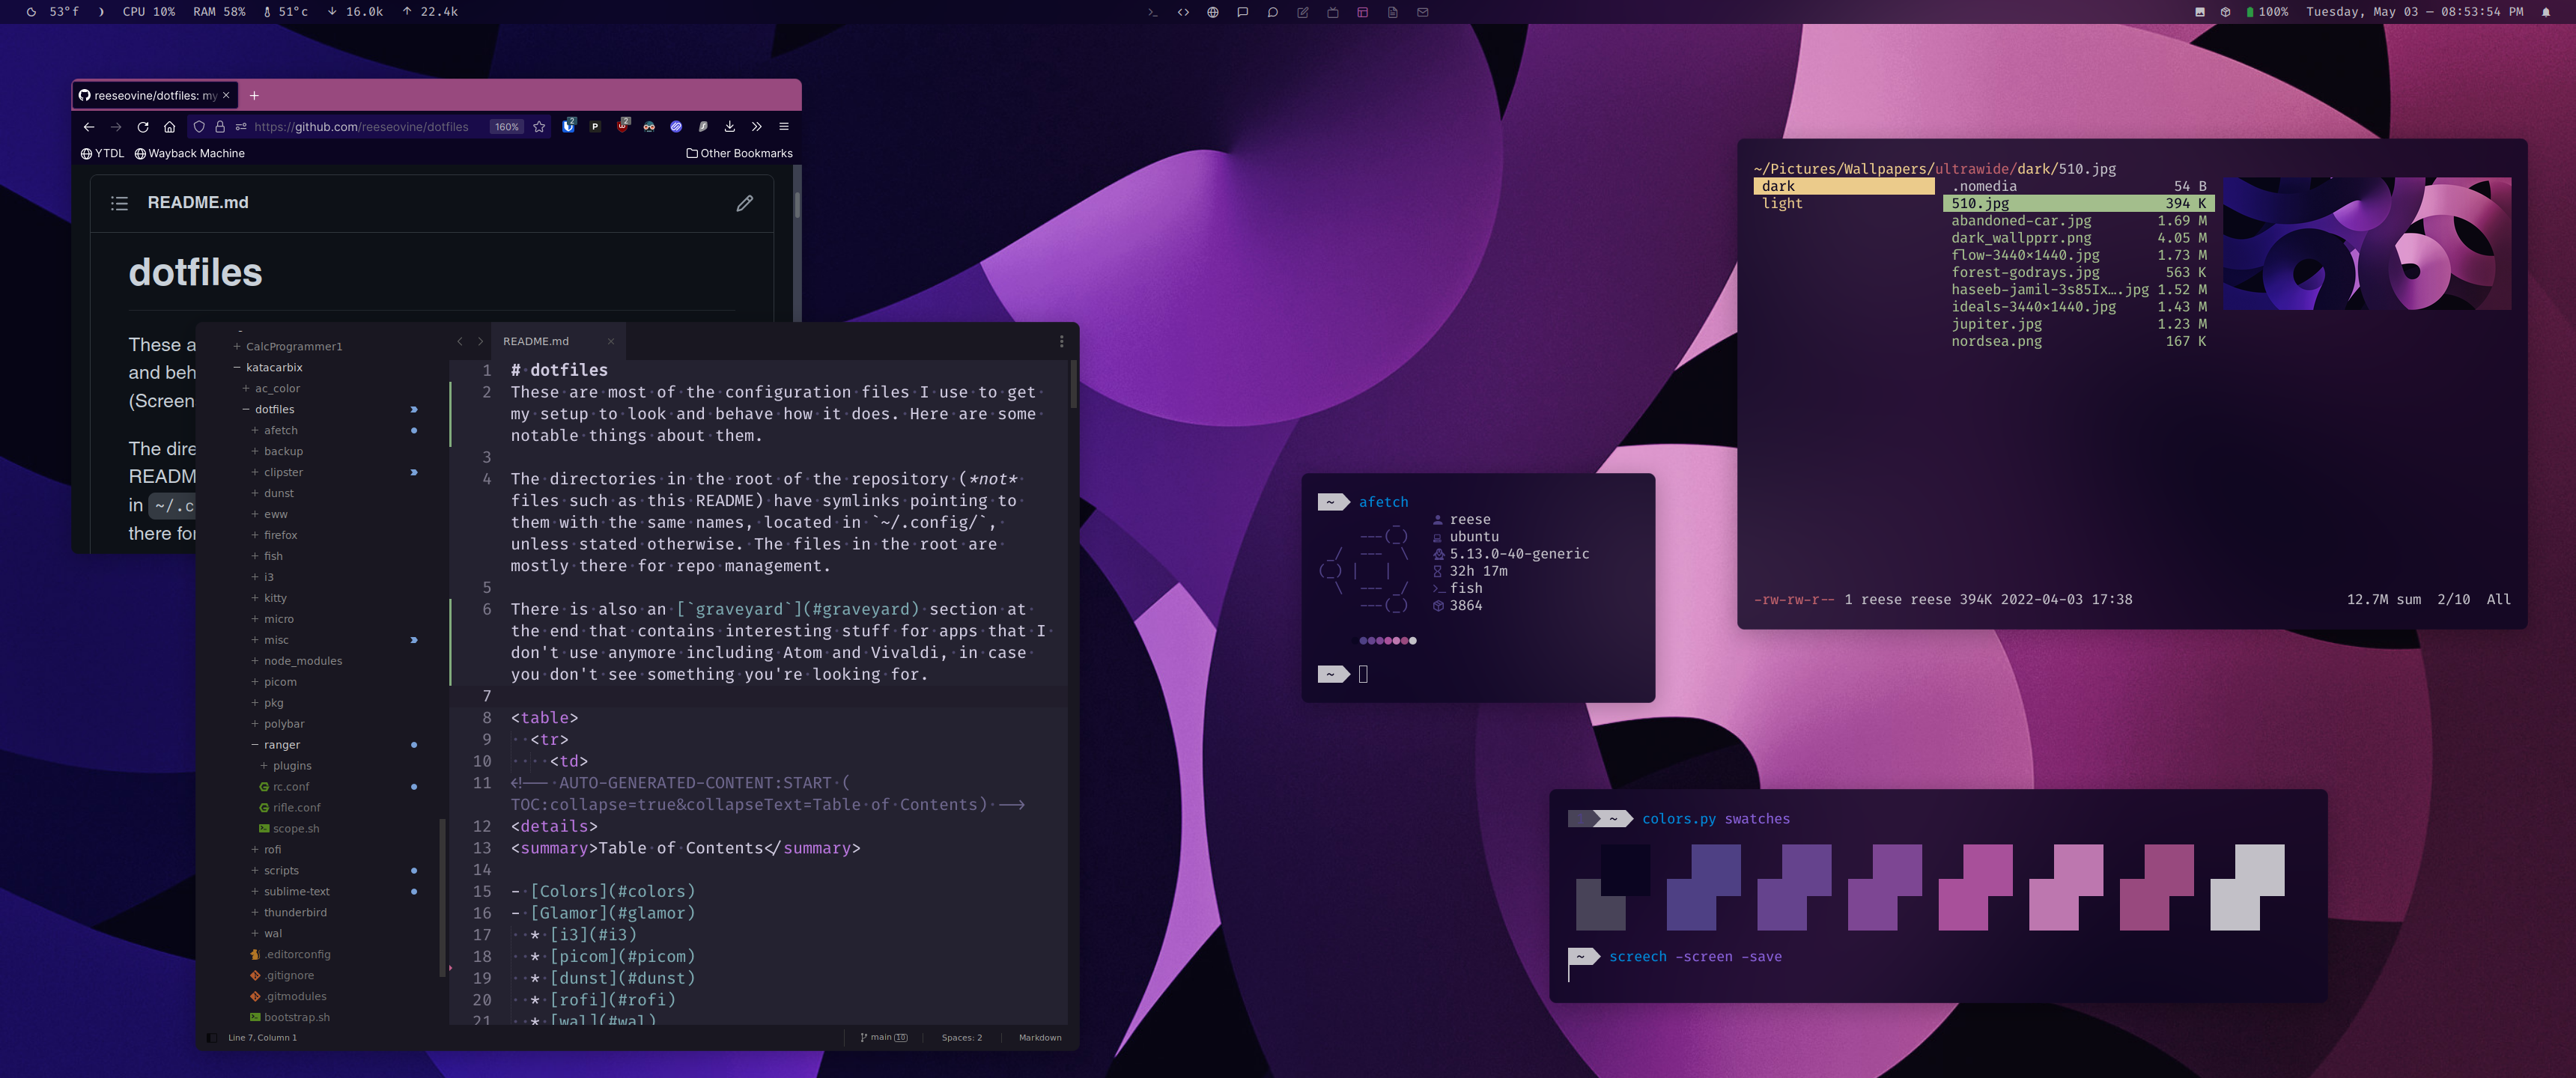 53°f CPU 10% RAM 58% 51°c 16.0k 22.4k
100% Tuesday, May 03 — 08:53:54 PM
reeseovine/dotfiles: my
https://github.com/reeseovine/dotfiles 160%
YTDL Wayback Machine Other Bookmarks
README.md
dotfiles
These a
and beh
(Screen
The dire
README
in ~/.c
there for
CalcProgrammer1
katacarbix
ac_color
dotfiles
afetch
backup
clipster
dunst
eww
firefox
fish
i3
kitty
micro
misc
node_modules
picom
pkg
polybar
ranger
plugins
rc.conf
rifle.conf
scope.sh
rofi
scripts
sublime-text
thunderbird
wal
.editorconfig
.gitignore
.gitmodules
bootstrap.sh
README.md
1 # dotfiles
2 These are most of the configuration files I use to get
my setup to look and behave how it does. Here are some
notable things about them.
3
4 The directories in the root of the repository (*not*
files such as this README) have symlinks pointing to
them with the same names, located in `~/.config/`,
unless stated otherwise. The files in the root are
mostly there for repo management.
5
6 There is also an [`graveyard`](#graveyard) section at
the end that contains interesting stuff for apps that I
don't use anymore including Atom and Vivaldi, in case
you don't see something you're looking for.
7
8 <table>
9 <tr>
10 <td>
11 <!-- AUTO-GENERATED-CONTENT:START (
TOC:collapse=true&collapseText=Table of Contents) -->
12 <details>
13 <summary>Table of Contents</summary>
14
15 - [Colors](#colors)
16 - [Glamor](#glamor)
17 * [i3](#i3)
18 * [picom](#picom)
19 * [dunst](#dunst)
20 * [rofi](#rofi)
21 * [wal](#wal)
Line 7, Column 1 main 10 Spaces: 2 Markdown
~ afetch
reese
ubuntu
5.13.0-40-generic
32h 17m
fish
3864
~
~/Pictures/Wallpapers/ultrawide/dark/510.jpg
dark
light
.nomedia 54 B
510.jpg 394 K
abandoned-car.jpg 1.69 M
dark_wallpprr.png 4.05 M
flow-3440×1440.jpg 1.73 M
forest-godrays.jpg 563 K
haseeb-jamil-3s85Ix….jpg 1.52 M
ideals-3440×1440.jpg 1.43 M
jupiter.jpg 1.23 M
nordsea.png 167 K
-rw-rw-r-- 1 reese reese 394K 2022-04-03 17:38 12.7M sum 2/10 All
~ colors.py swatches
~ screech -screen -save